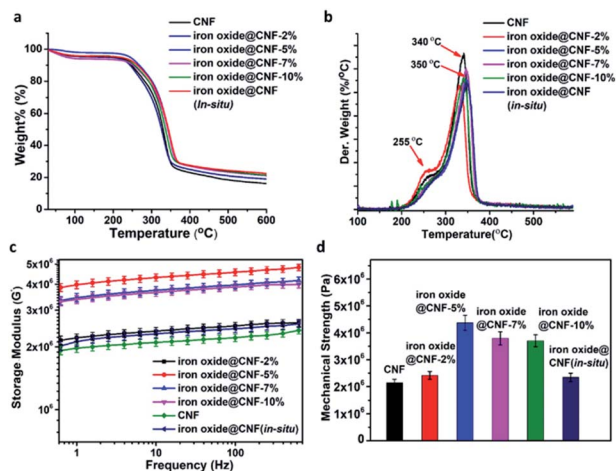 a
CNF
iron oxide@CNF-2%
iron oxide@CNF-5%
iron oxide@CNF-7%
iron oxide@CNF-10%
iron oxide@CNF
(In-situ)
Weight% (%)
100
80
60
40
20
0
100 200 300 400 500 600
Temperature (°C)
b
CNF
iron oxide@CNF-2%
iron oxide@CNF-5%
iron oxide@CNF-7%
iron oxide@CNF-10%
iron oxide@CNF
(in-situ)
340 °C
350 °C
255 °C
Der. Weight (%/°C)
100 200 300 400 500
Temperature(°C)
c
Storage Modulus (G')
5x10⁶
4x10⁶
3x10⁶
2x10⁶
10⁶
iron oxide@CNF-2%
iron oxide@CNF-5%
iron oxide@CNF-7%
iron oxide@CNF-10%
CNF
iron oxide@CNF(in-situ)
1 10 100
Frequency (Hz)
d
Mechanical Strength (Pa)
6x10⁶
5x10⁶
4x10⁶
3x10⁶
2x10⁶
1x10⁶
0
CNF
iron oxide
@CNF-2%
iron oxide
@CNF-5%
iron oxide
@CNF-7%
iron oxide
@CNF-10%
iron oxide@
CNF(in-situ)